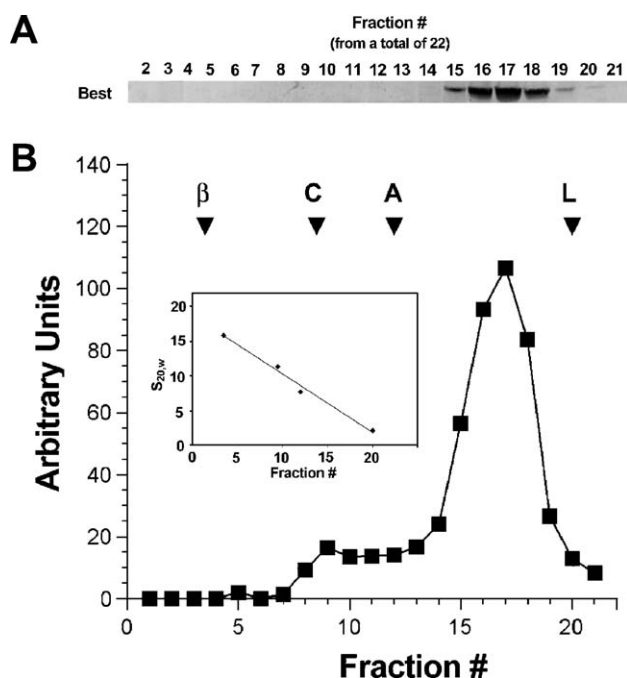 A
Fraction #
(from a total of 22)
2 3 4 5 6 7 8 9 10 11 12 13 14 15 16 17 18 19 20 21
Best
B
140
120
100
80
60
40
20
0
Arbitrary Units
β C A L
20
15
10
5
0
S20,w
0 5 10 15 20
Fraction #
0 5 10 15 20
Fraction #